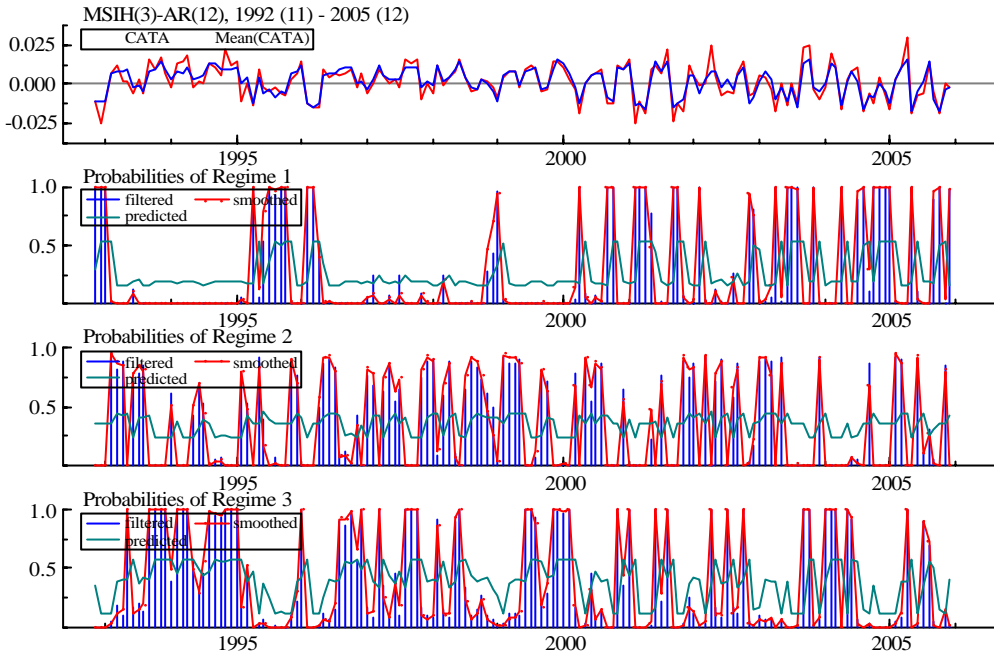 MSIH(3)-AR(12), 1992 (11) - 2005 (12)
CATA Mean(CATA)
0.025
0.000
-0.025
1995 2000 2005
Probabilities of Regime 1
1.0
filtered smoothed
predicted
0.5
1995 2000 2005
Probabilities of Regime 2
1.0
filtered smoothed
predicted
0.5
1995 2000 2005
Probabilities of Regime 3
1.0
filtered smoothed
predicted
0.5
1995 2000 2005